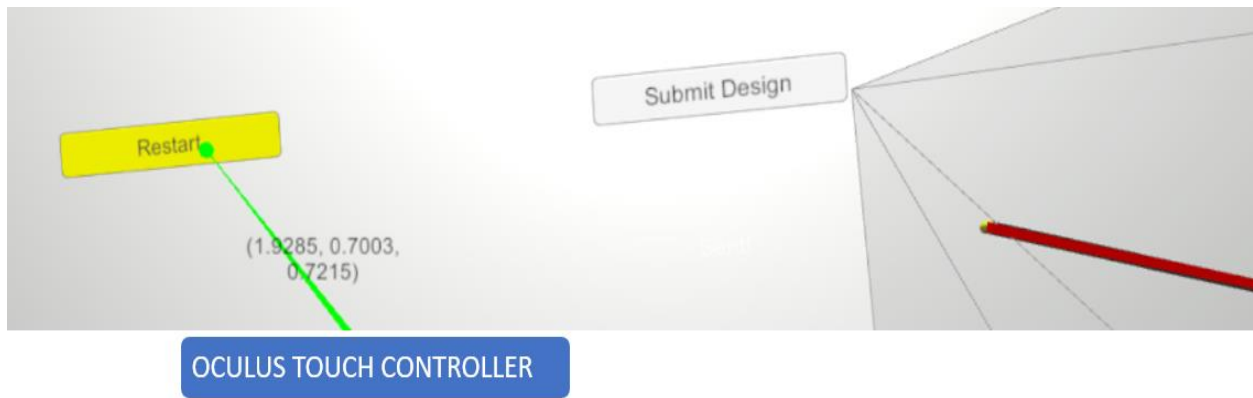 Submit Design
Restart
(1.9285, 0.7003,
0.7215)
OCULUS TOUCH CONTROLLER